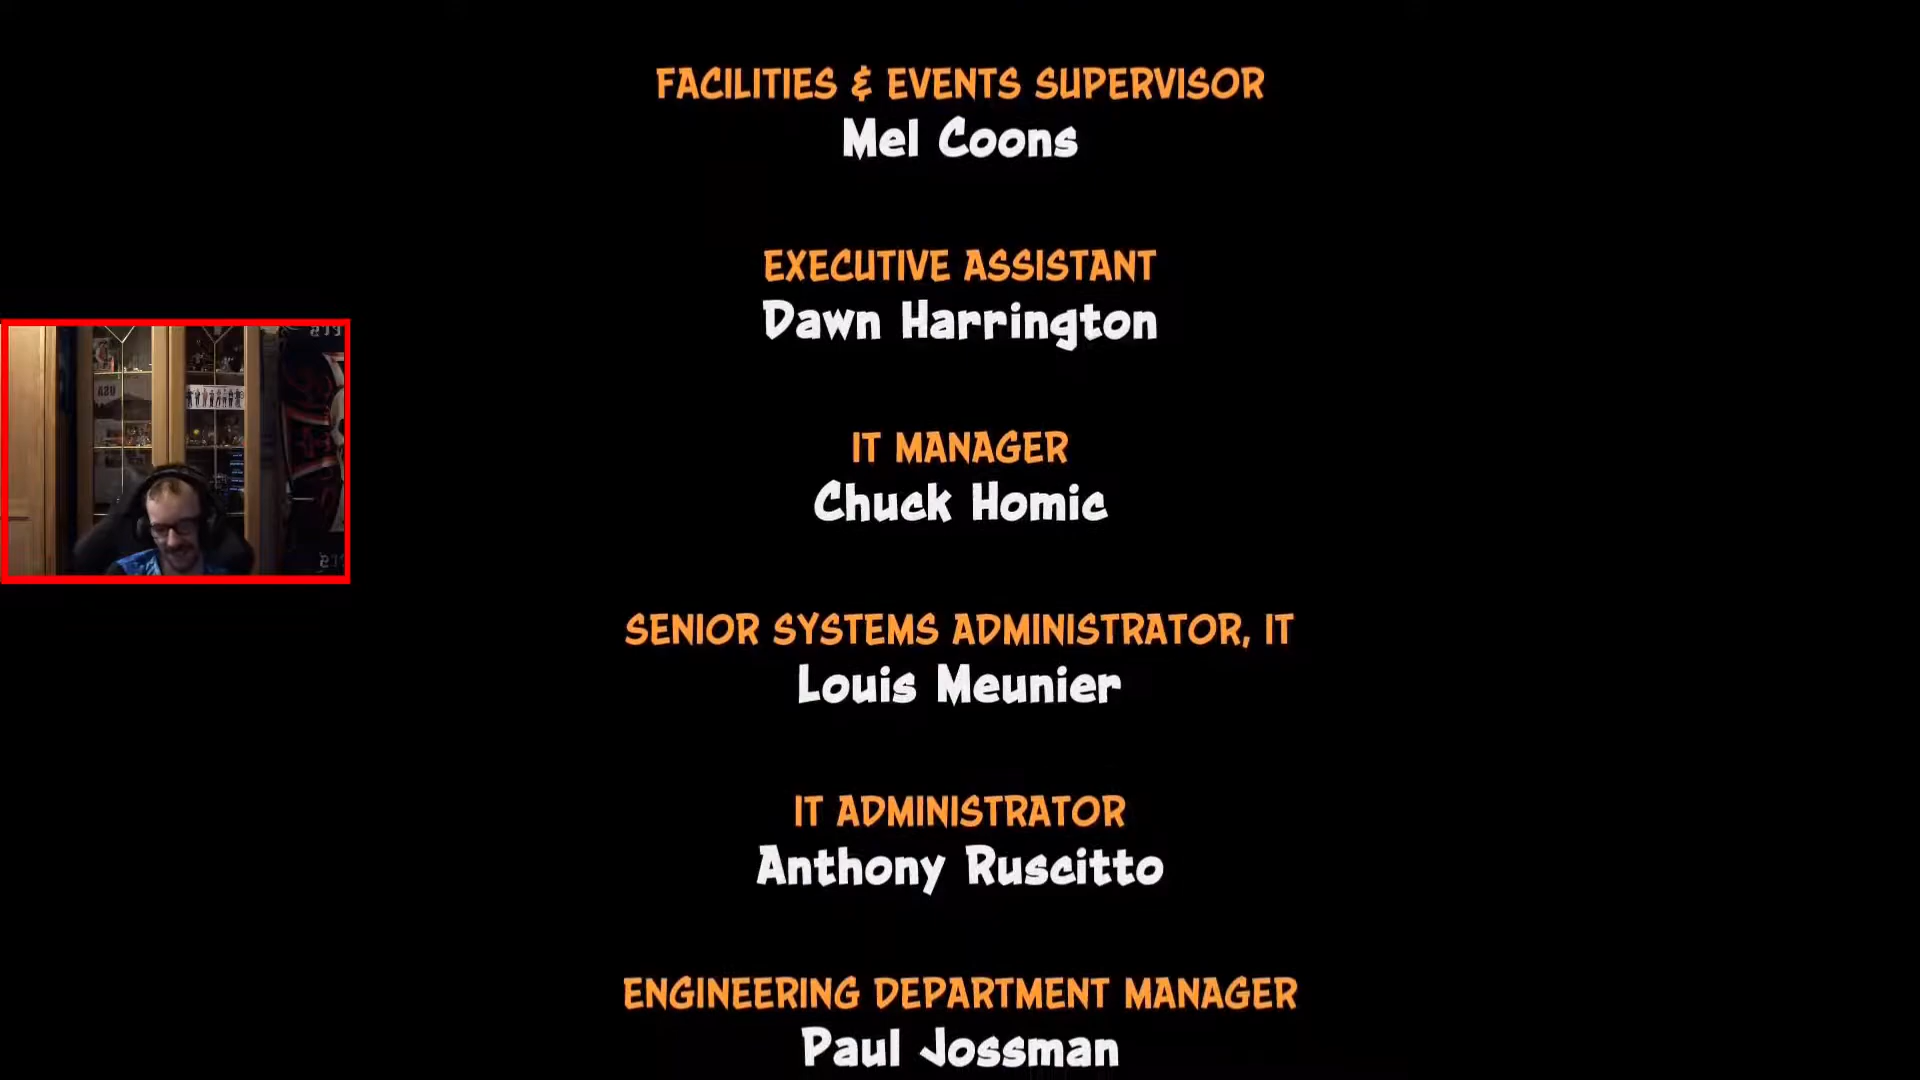 FACILITIES & EVENTS SUPERVISOR
Mel Coons
EXECUTIVE ASSISTANT
Dawn Harrington
IT MANAGER
Chuck Homic
SENIOR SYSTEMS ADMINISTRATOR, IT
Louis Meunier
IT ADMINISTRATOR
Anthony Ruscitto
ENGINEERING DEPARTMENT MANAGER
Paul Jossman
USA